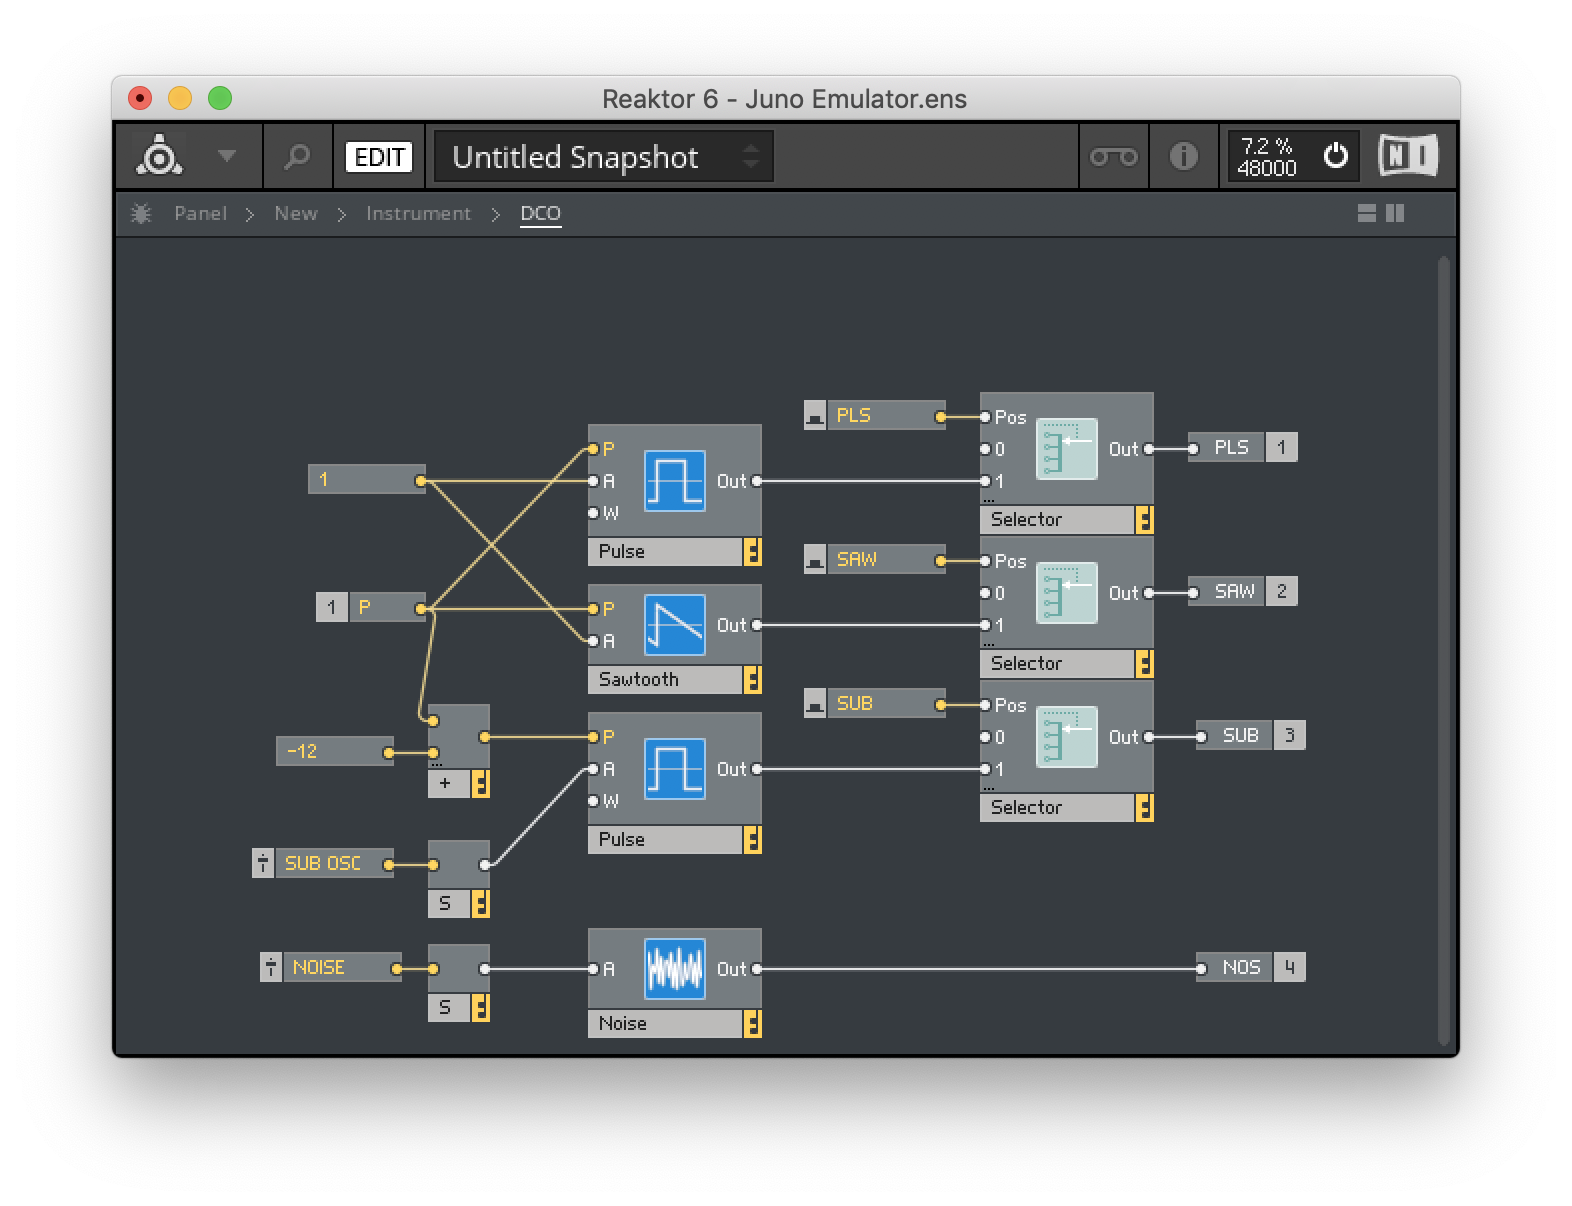 Reaktor 6 - Juno Emulator.ens
EDIT
Untitled Snapshot
7.2 %
48000
NI
Panel > New > Instrument > DCO
PLS
Pos
0
1
...
Out
Selector
PLS 1
1
P
A
W
Out
Pulse
SAW
Pos
0
1
...
Out
Selector
SAW 2
1 P
P
A
Out
Sawtooth
SUB
Pos
0
1
...
Out
Selector
SUB 3
-12
...
+
P
A
W
Out
Pulse
SUB OSC
S
NOISE
S
A
Out
Noise
NOS 4